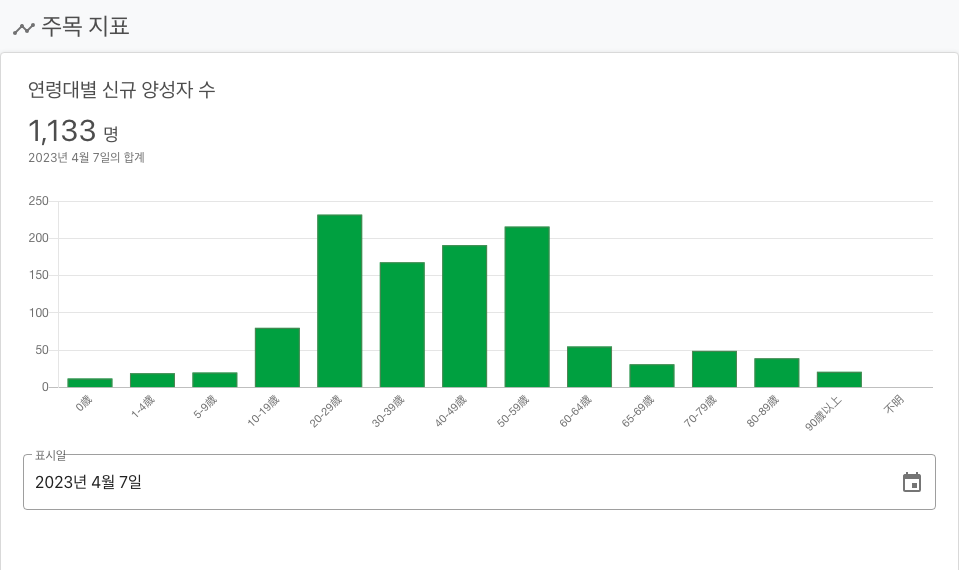 주목 지표
연령대별 신규 양성자 수
1,133 명
2023년 4월 7일의 합계
250
200
150
100
50
0
0歳
1-4歳
5-9歳
10-19歳
20-29歳
30-39歳
40-49歳
50-59歳
60-64歳
65-69歳
70-79歳
80-89歳
90歳以上
不明
표시일
2023년 4월 7일